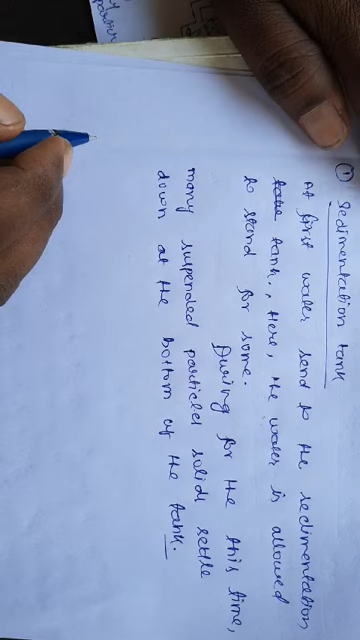 ① Sedimentation tank
At first water send to the sedimentation
tank., Here, the water is allowed
to stand for some.
During for the this time,
many suspended particles solids settle
down at the bottom of the tank.